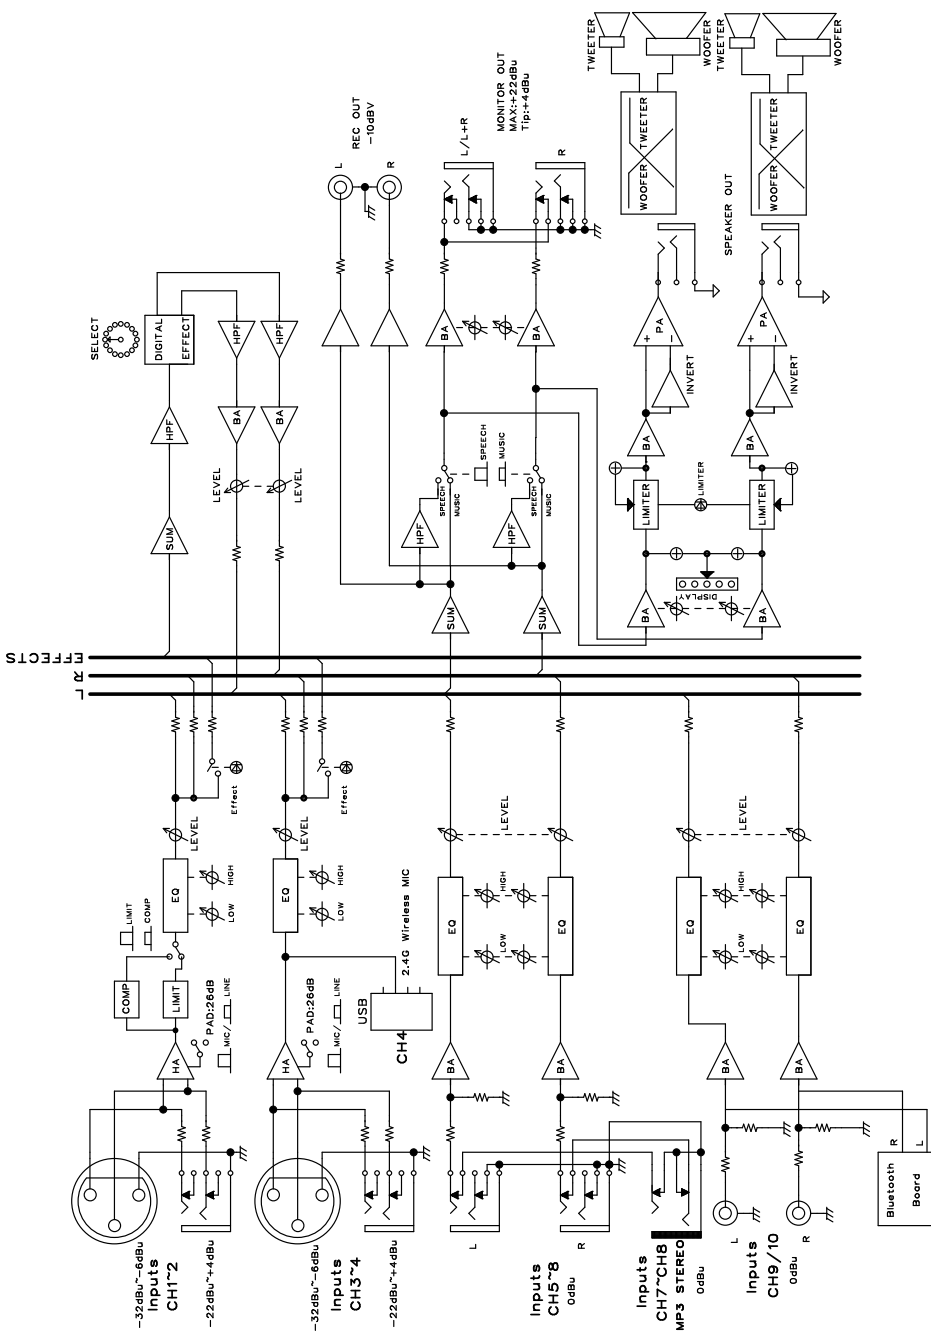 -32dBu~-6dBu
Inputs
CH1~2
-22dBu~+4dBu
HA
PAD:26dB
MIC/
LINE
COMP
LIMIT
LIMIT
COMP
EQ
LOW
HIGH
LEVEL
Effect
-32dBu~-6dBu
Inputs
CH3~4
-22dBu~+4dBu
HA
PAD:26dB
MIC/
LINE
USB
CH4
2.4G Wireless MIC
EQ
LOW
HIGH
LEVEL
Effect
L
Inputs
CH5~8
0dBu
R
BA
BA
EQ
EQ
LOW
HIGH
LEVEL
Inputs
CH7~CH8
MP3 STEREO
0dBu
L
Inputs
CH9/10
0dBu
R
Bluetooth
Board
R
L
BA
BA
EQ
EQ
LOW
HIGH
LEVEL
L
R
EFFECTS
SUM
HPF
SELECT
DIGITAL
EFFECT
HPF
HPF
BA
BA
LEVEL
LEVEL
SUM
SUM
HPF
HPF
SPEECH
MUSIC
SPEECH
MUSIC
SPEECH
MUSIC
L
REC OUT
-10dBV
R
BA
BA
L/L+R
MONITOR OUT
MAX:+22dBu
Tip:+4dBu
R
BA
BA
DISPLAY
LIMITER
LIMITER
LIMITER
BA
BA
INVERT
INVERT
+
PA
-
+
PA
-
SPEAKER OUT
WOOFER
TWEETER
WOOFER
TWEETER
TWEETER
WOOFER
TWEETER
WOOFER